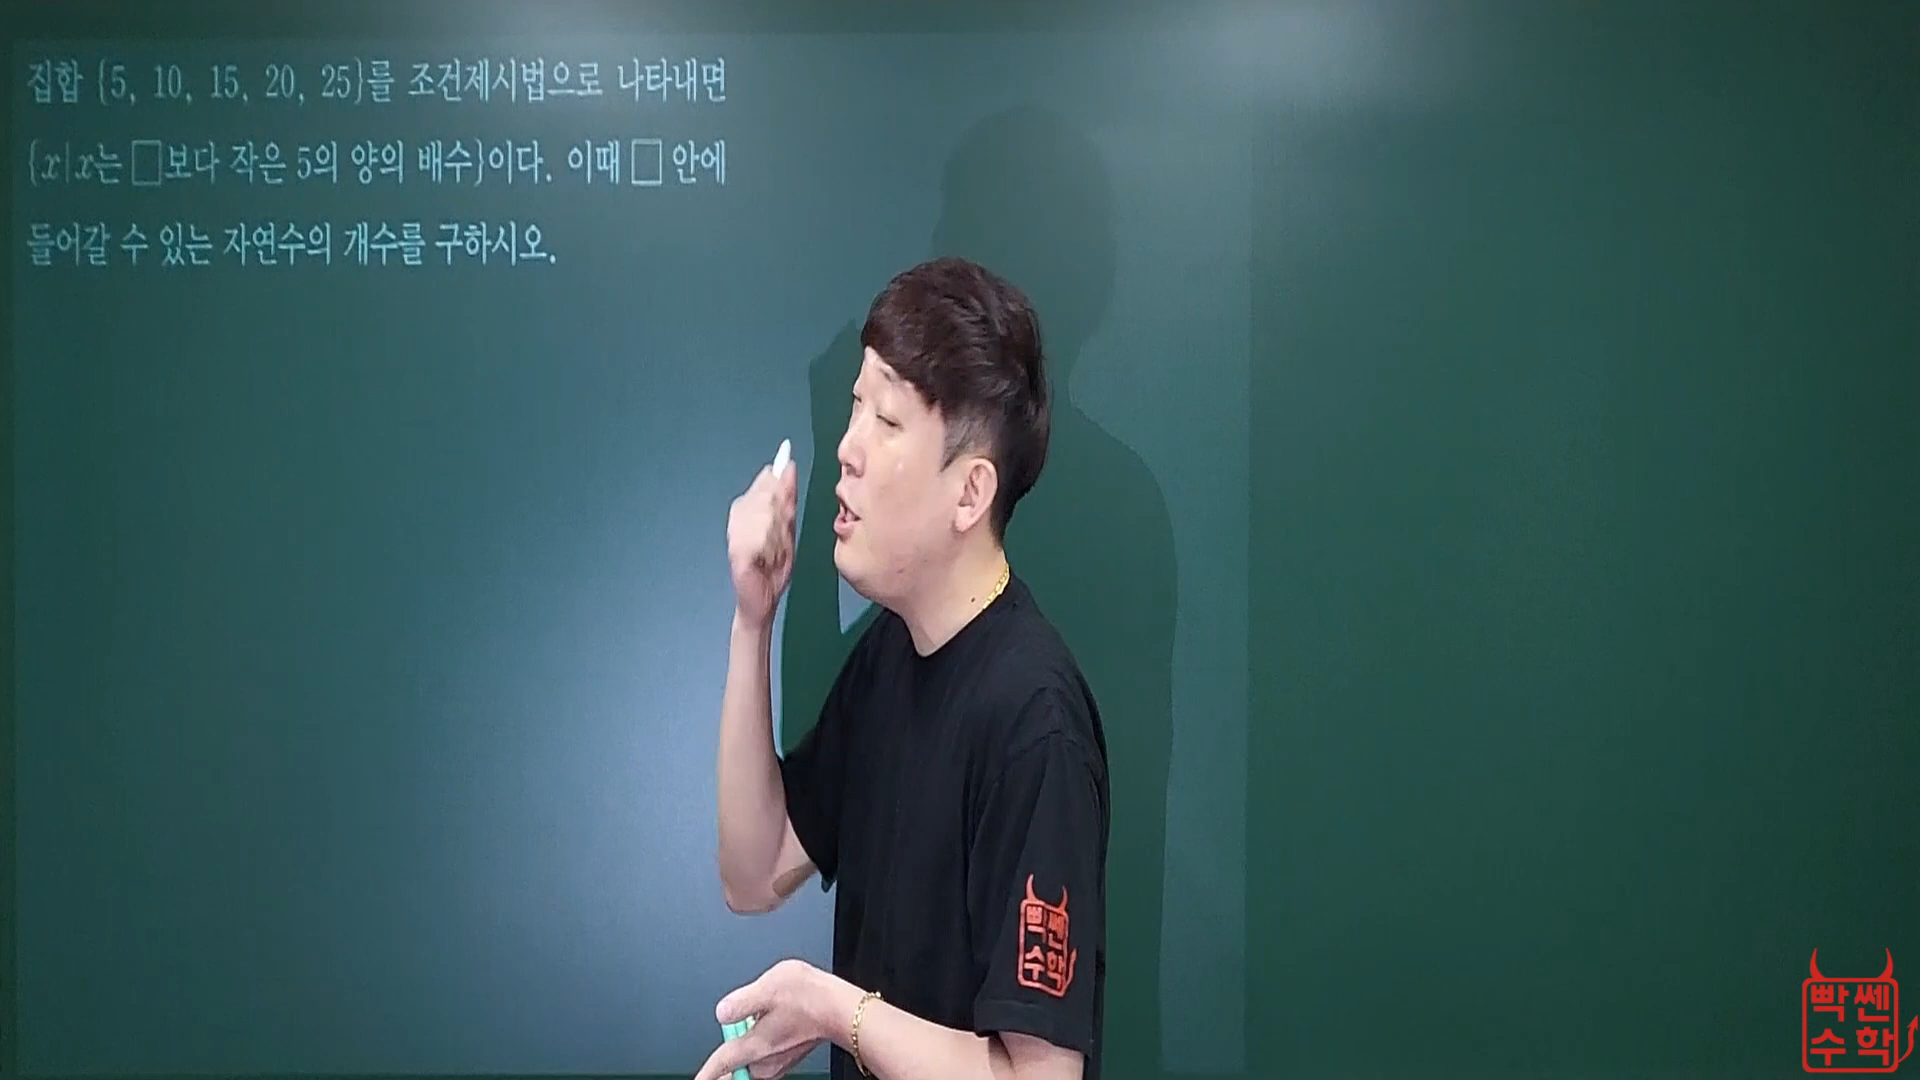 집합 {5, 10, 15, 20, 25}를 조건제시법으로 나타내면
{x|x는 □보다 작은 5의 양의 배수}이다. 이때 □ 안에
들어갈 수 있는 자연수의 개수를 구하시오.
빡쎈
수학
빡쎈
수학